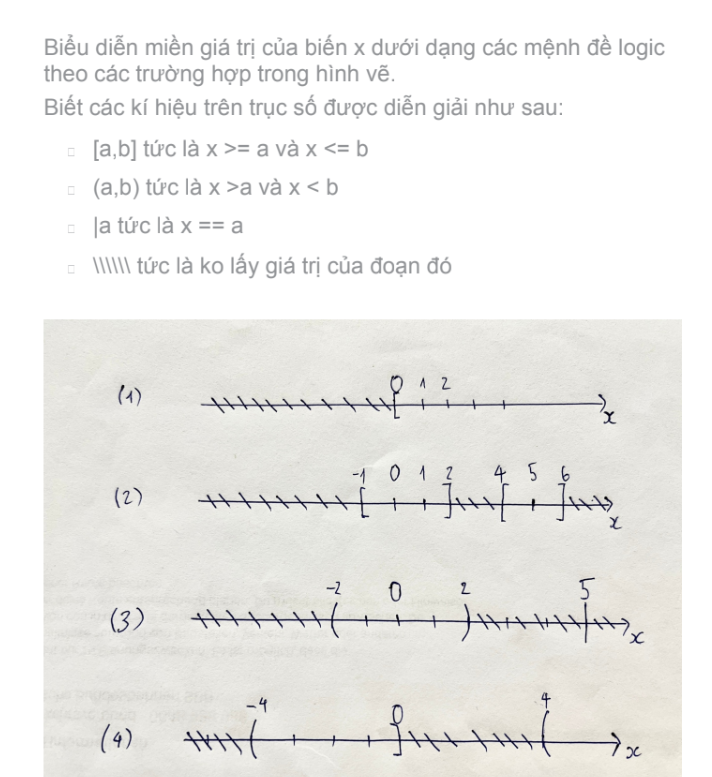 Biểu diễn miền giá trị của biến x dưới dạng các mệnh đề logic
theo các trường hợp trong hình vẽ.
Biết các kí hiệu trên trục số được diễn giải như sau:
[a,b] tức là x >= a và x <= b
(a,b) tức là x >a và x < b
|a tức là x == a
\\\\\\ tức là ko lấy giá trị của đoạn đó
(1) 0 1 2
x
(2) -1 0 1 2 4 5 6
x
(3) -2 0 2 5
x
(4) -4 0 4
x